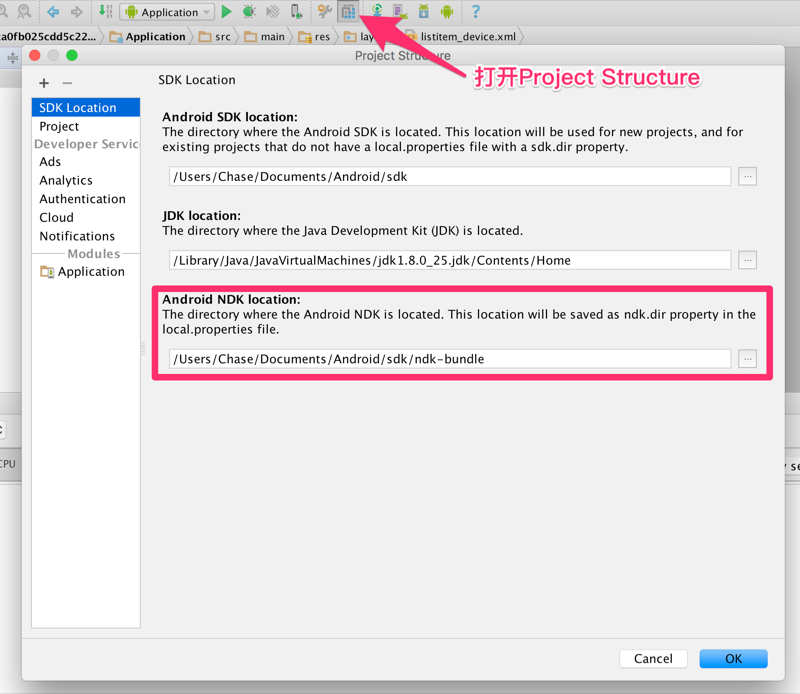 Application
a0fb025cdd5c22...
Application
src
main
res
listitem_device.xml
Project Structure
打开Project Structure
SDK Location
Project
Developer Servic
Ads
Analytics
Authentication
Cloud
Notifications
Modules
Application
SDK Location
Android SDK location:
The directory where the Android SDK is located. This location will be used for new projects, and for
existing projects that do not have a local.properties file with a sdk.dir property.
/Users/Chase/Documents/Android/sdk
...
JDK location:
The directory where the Java Development Kit (JDK) is located.
/Library/Java/JavaVirtualMachines/jdk1.8.0_25.jdk/Contents/Home
...
Android NDK location:
The directory where the Android NDK is located. This location will be saved as ndk.dir property in the
local.properties file.
/Users/Chase/Documents/Android/sdk/ndk-bundle
...
CPU
Cancel
OK